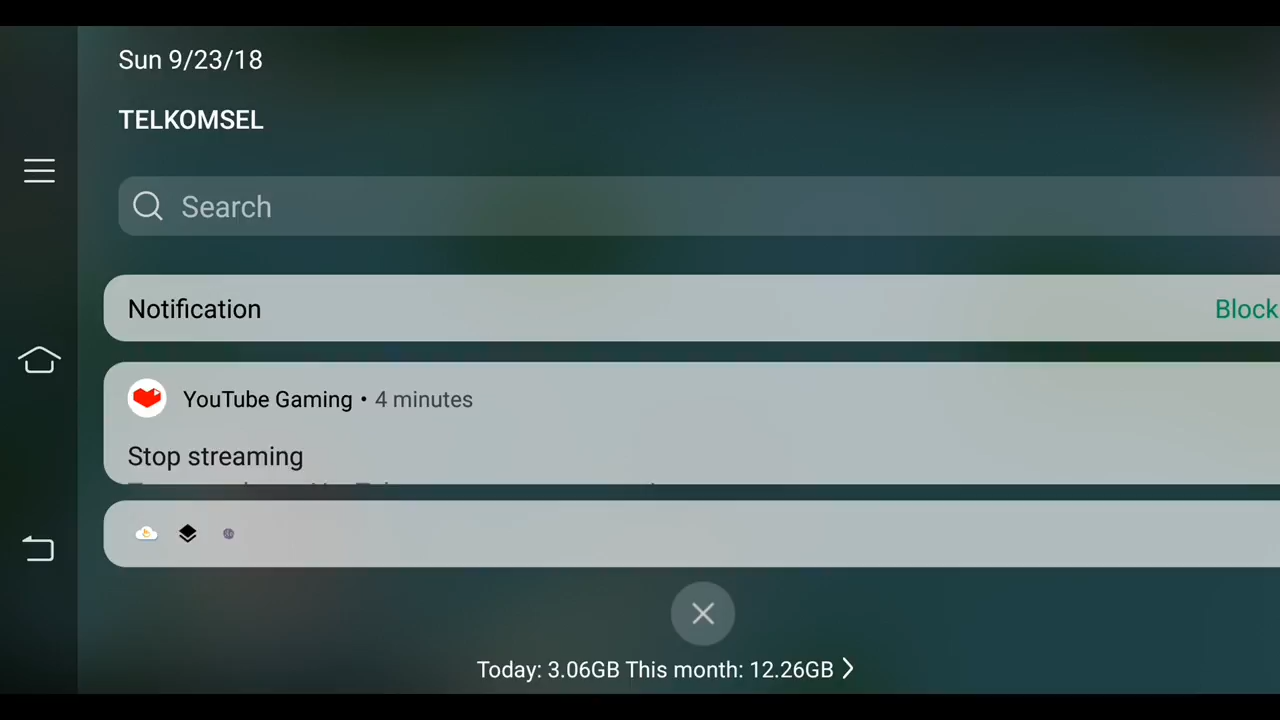 Sun 9/23/18
TELKOMSEL
Search
Notification
Block
YouTube Gaming • 4 minutes
Stop streaming
Today: 3.06GB This month: 12.26GB